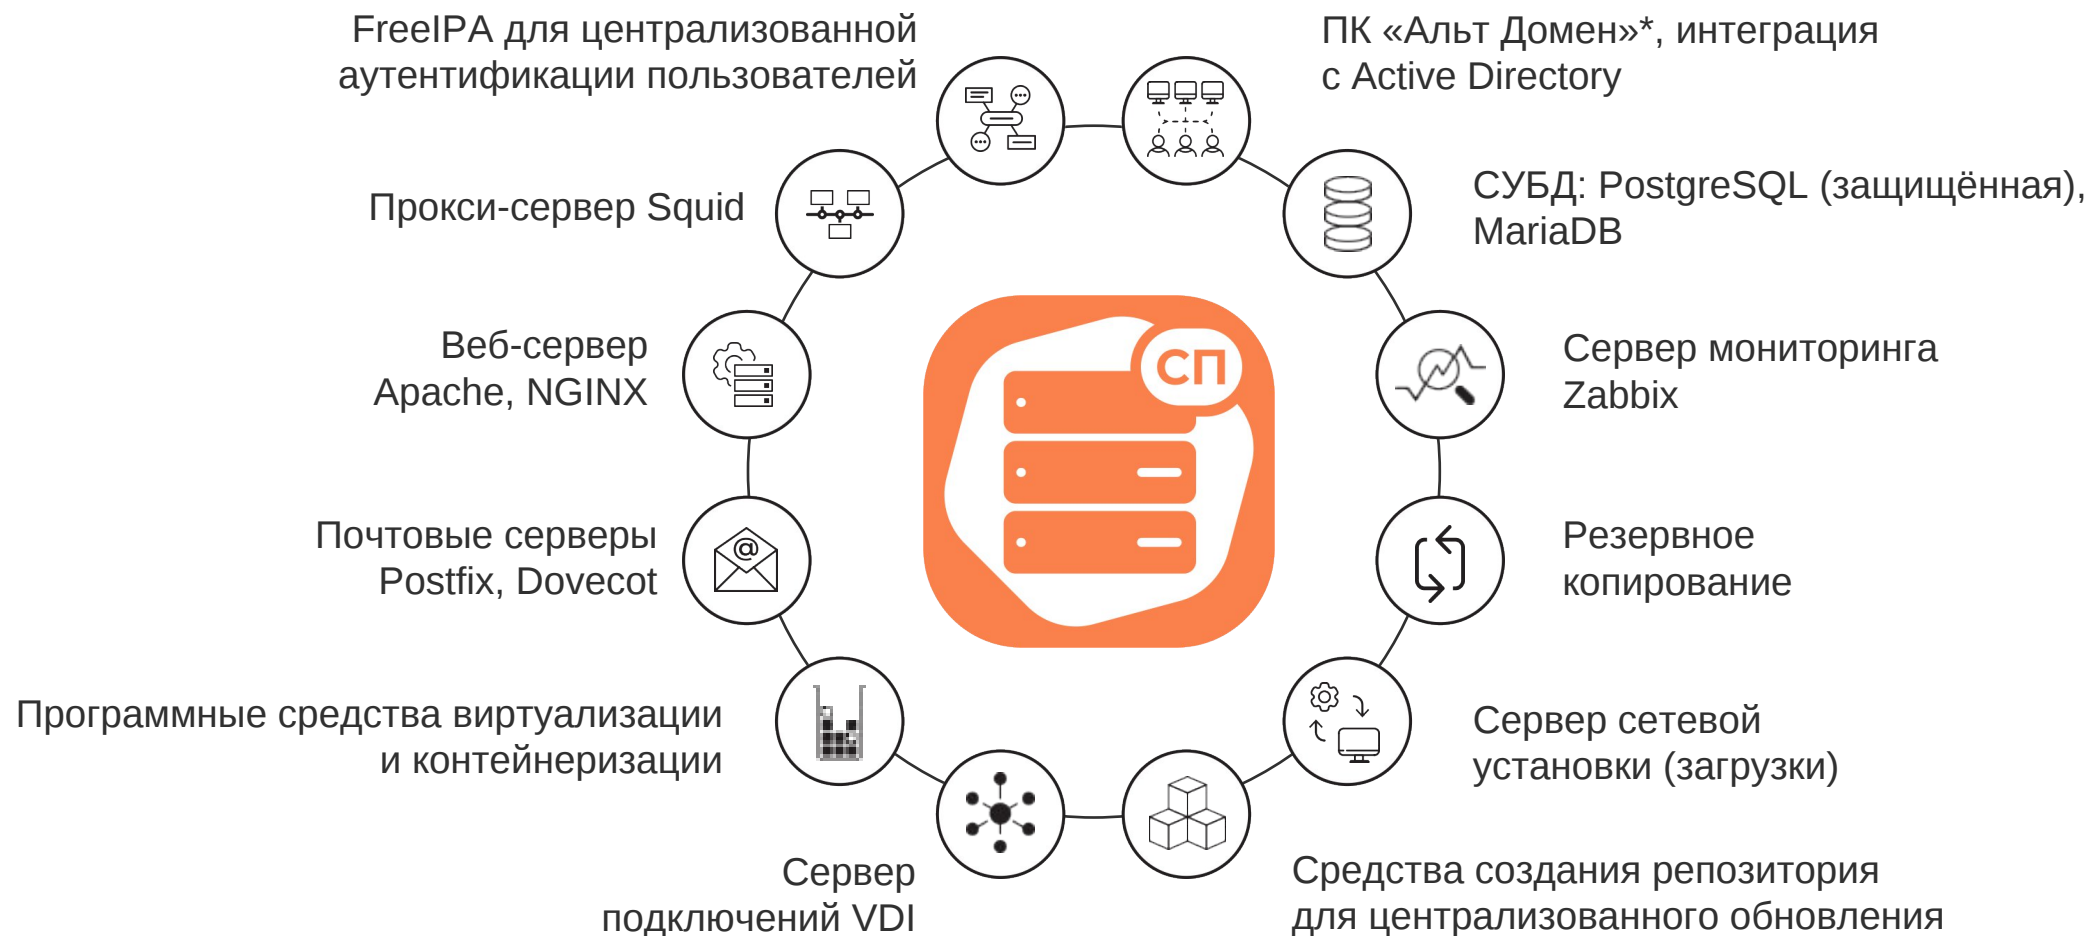 FreeIPA для централизованной
аутентификации пользователей
ПК «Альт Домен»*, интеграция
с Active Directory
Прокси-сервер Squid
СУБД: PostgreSQL (защищённая),
MariaDB
СП
Веб-сервер
Apache, NGINX
Сервер мониторинга
Zabbix
Почтовые серверы
Postfix, Dovecot
@
Резервное
копирование
Программные средства виртуализации
и контейнеризации
Сервер сетевой
установки (загрузки)
Сервер
подключений VDI
Средства создания репозитория
для централизованного обновления